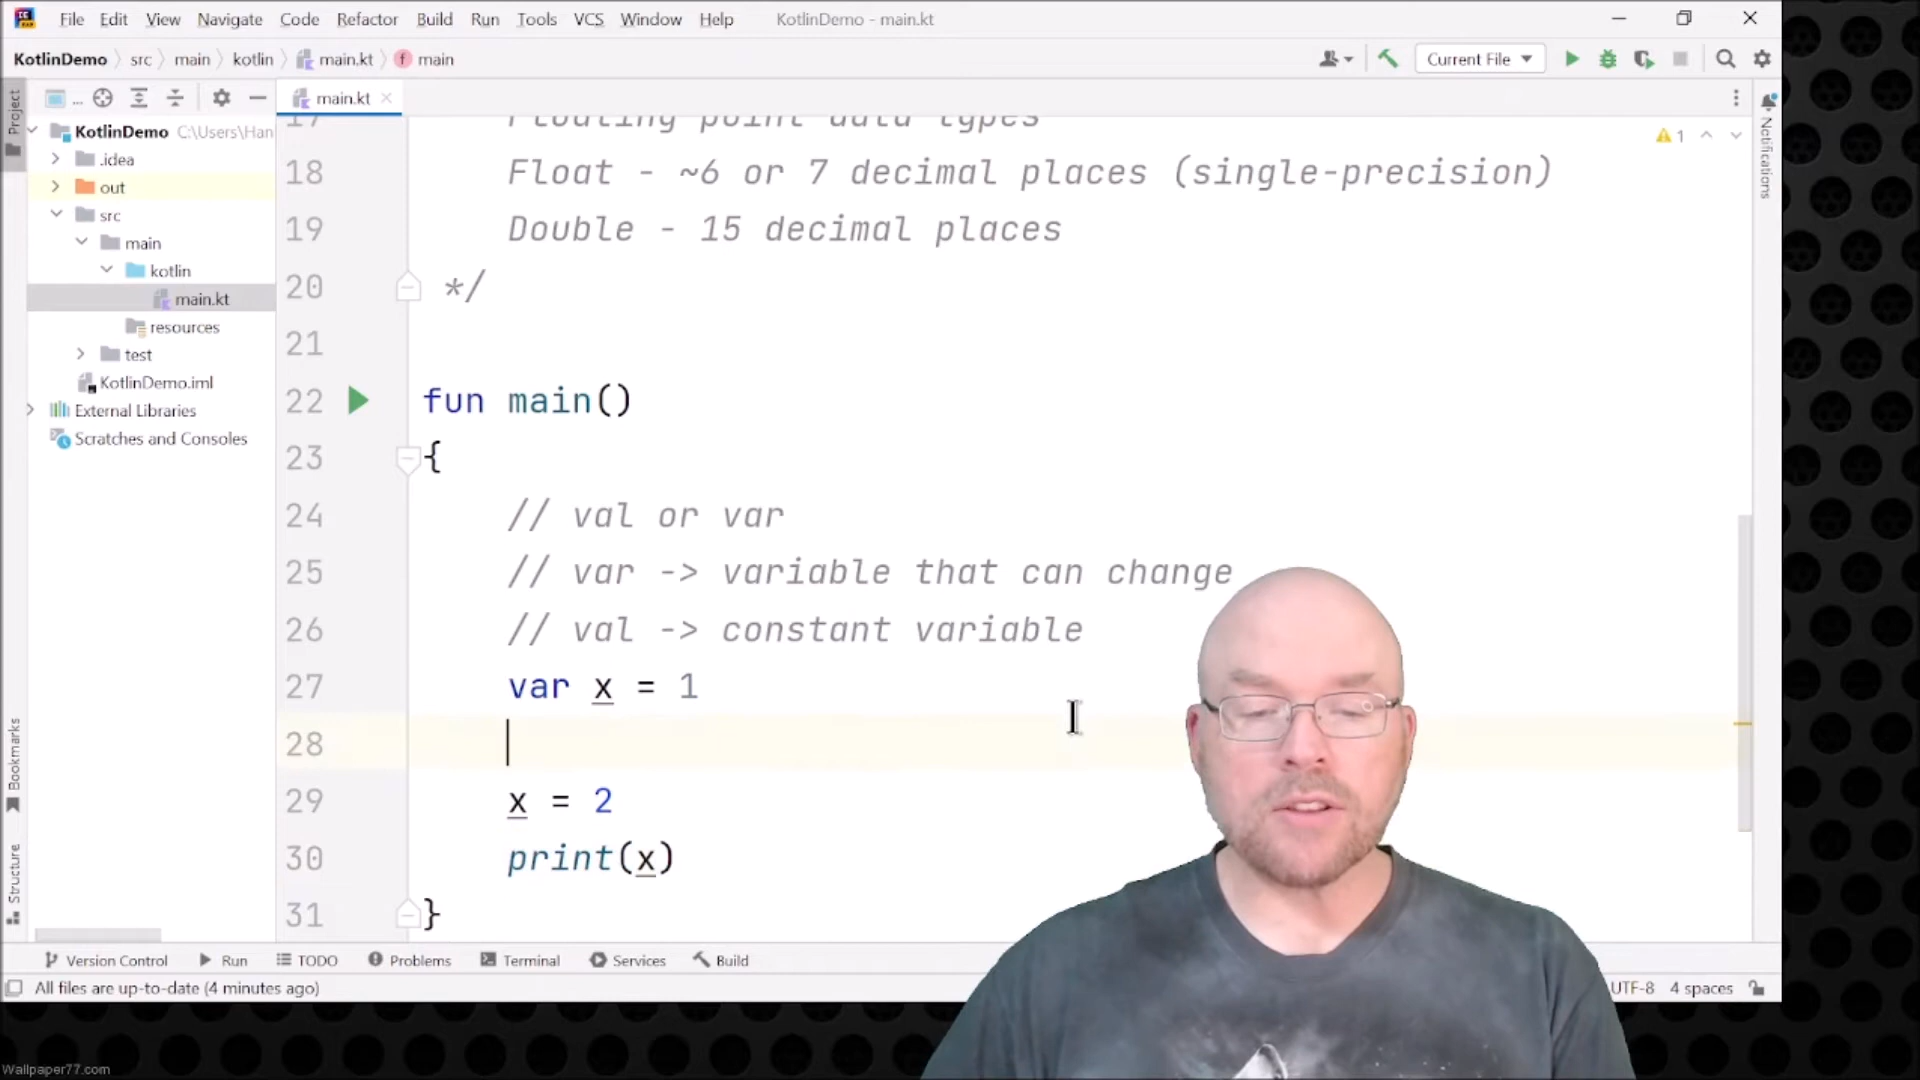 File Edit View Navigate Code Refactor Build Run Tools VCS Window Help KotlinDemo - main.kt
KotlinDemo src main kotlin main.kt main Current File
Project
... main.kt
KotlinDemo C:\Users\Han
.idea
out
src
main
kotlin
main.kt
resources
test
KotlinDemo.iml
External Libraries
Scratches and Consoles
1
Notifications
17 Floating point data types
18 Float - ~6 or 7 decimal places (single-precision)
19 Double - 15 decimal places
20 */
21
22 fun main()
23 {
24 // val or var
25 // var -> variable that can change
26 // val -> constant variable
27 var x = 1
28
29 x = 2
30 print(x)
31 }
Bookmarks
Structure
Version Control Run TODO Problems Terminal Services Build
All files are up-to-date (4 minutes ago) UTF-8 4 spaces
Wallpaper77.com